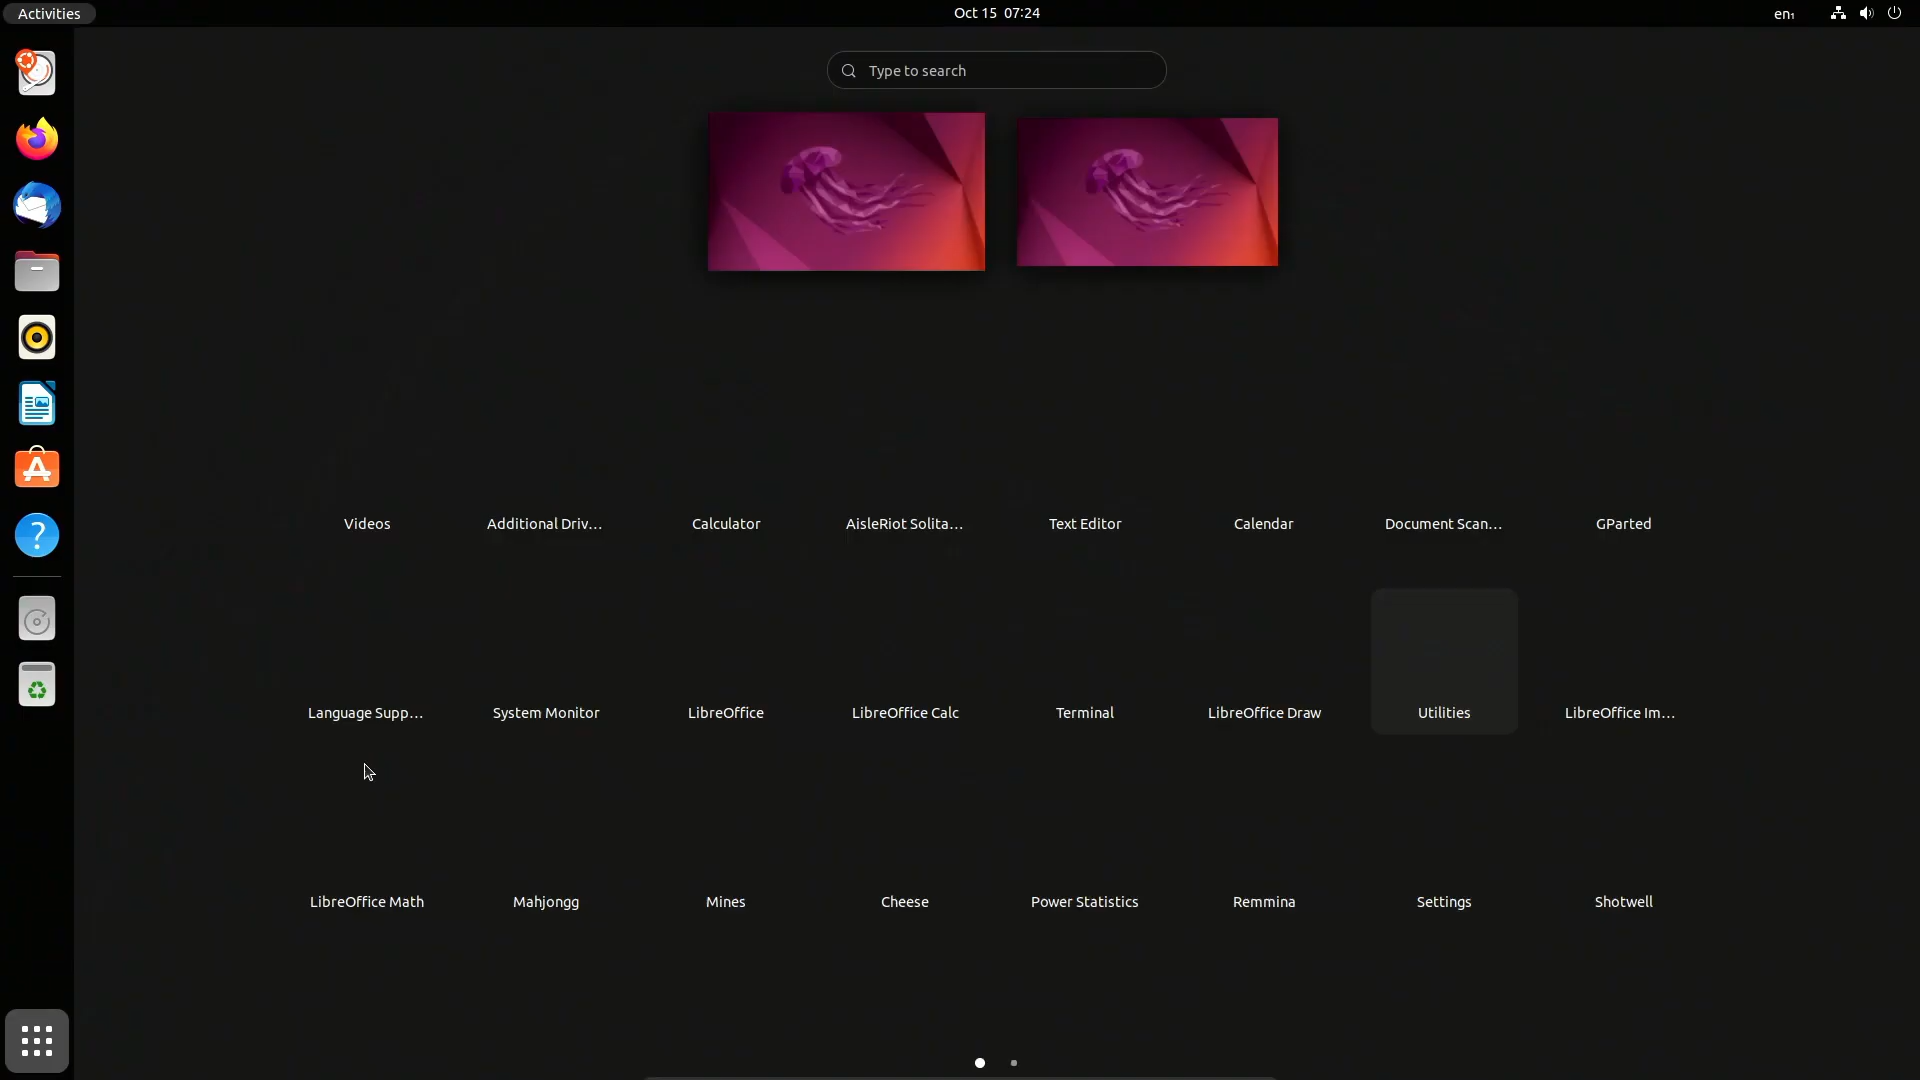 Activities
Oct 15 07:24
en₁
Type to search
Videos
Additional Driv...
Calculator
AisleRiot Solita...
Text Editor
Calendar
Document Scan...
GParted
Language Supp...
System Monitor
LibreOffice
LibreOffice Calc
Terminal
LibreOffice Draw
Utilities
LibreOffice Im...
LibreOffice Math
Mahjongg
Mines
Cheese
Power Statistics
Remmina
Settings
Shotwell